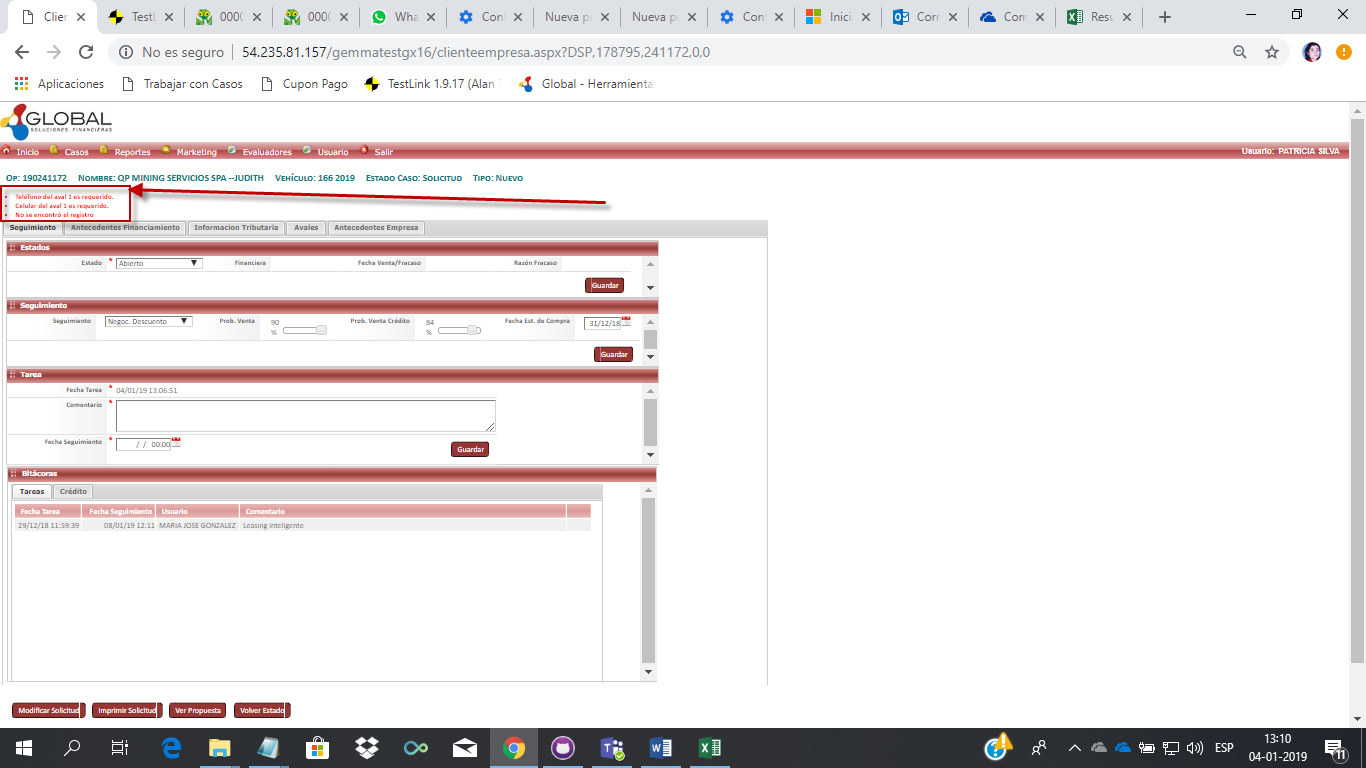 Clien
TestL
0000
0000
Wha
Cont
Nueva p
Nueva p
Cont
Inicia
Corr
Com
Resu
No es seguro | 54.235.81.157/gemmatestgx16/clienteempresa.aspx?DSP,178795,241172,0,0
Aplicaciones
Trabajar con Casos
Cupon Pago
TestLink 1.9.17 (Alan
Global - Herramienta
GLOBAL
SOLUCIONES FINANCIERAS
Inicio Casos Reportes Marketing Evaluadores Usuario Salir Usuario: PATRICIA SILVA
OP: 190241172 NOMBRE: QP MINING SERVICIOS SPA --JUDITH VEHÍCULO: 166 2019 ESTADO CASO: SOLICITUD TIPO: NUEVO
Teléfono del aval 1 es requerido.
Celular del aval 1 es requerido.
No se encontró el registro
Seguimiento Antecedentes Financiamiento Informacion Tributaria Avales Antecedentes Empresa
Estados
Estado * Abierto Financiera Fecha Venta/Fracaso Razón Fracaso
Guardar
Seguimiento
Seguimiento Negoc. Descuento Prob. Venta 90 % Prob. Venta Crédito 84 % Fecha Est. de Compra 31/12/18
Guardar
Tarea
Fecha Tarea * 04/01/19 13:06:51
Comentario *
Fecha Seguimiento * / / 00:00
Guardar
Bitácoras
Tareas Crédito
Fecha Tarea Fecha Seguimiento Usuario Comentario
29/12/18 11:59:39 08/01/19 12:11 MARIA JOSE GONZALEZ Leasing Inteligente
Modificar Solicitud Imprimir Solicitud Ver Propuesta Volver Estado
ESP
13:10
04-01-2019
11